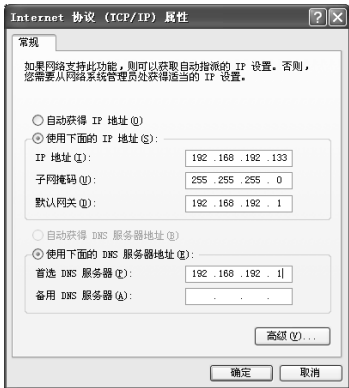 Internet 协议 (TCP/IP) 属性
常规
如果网络支持此功能，则可以获取自动指派的 IP 设置。否则，
您需要从网络系统管理员处获得适当的 IP 设置。
自动获得 IP 地址(O)
使用下面的 IP 地址(S):
IP 地址(I): 192 .168 .192 .133
子网掩码(U): 255 .255 .255 . 0
默认网关(D): 192 .168 .192 . 1
自动获得 DNS 服务器地址(B)
使用下面的 DNS 服务器地址(E):
首选 DNS 服务器(P): 192 .168 .192 . 1
备用 DNS 服务器(A): . . .
高级(V)...
确定 取消